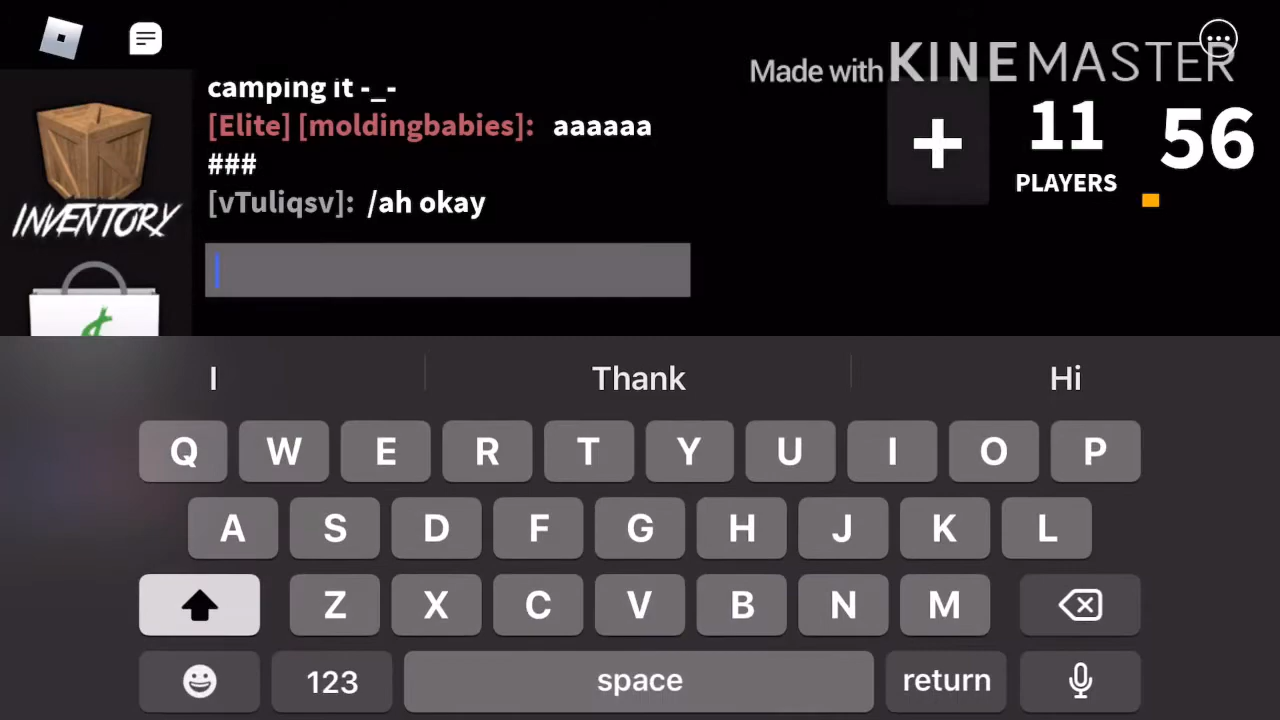 Made with KINEMASTER
camping it -_-
[Elite] [moldingbabies]: aaaaaa
###
[vTuliqsv]: /ah okay
11
PLAYERS
56
INVENTORY
I Thank Hi
Q W E R T Y U I O P
A S D F G H J K L
Z X C V B N M
123 space return